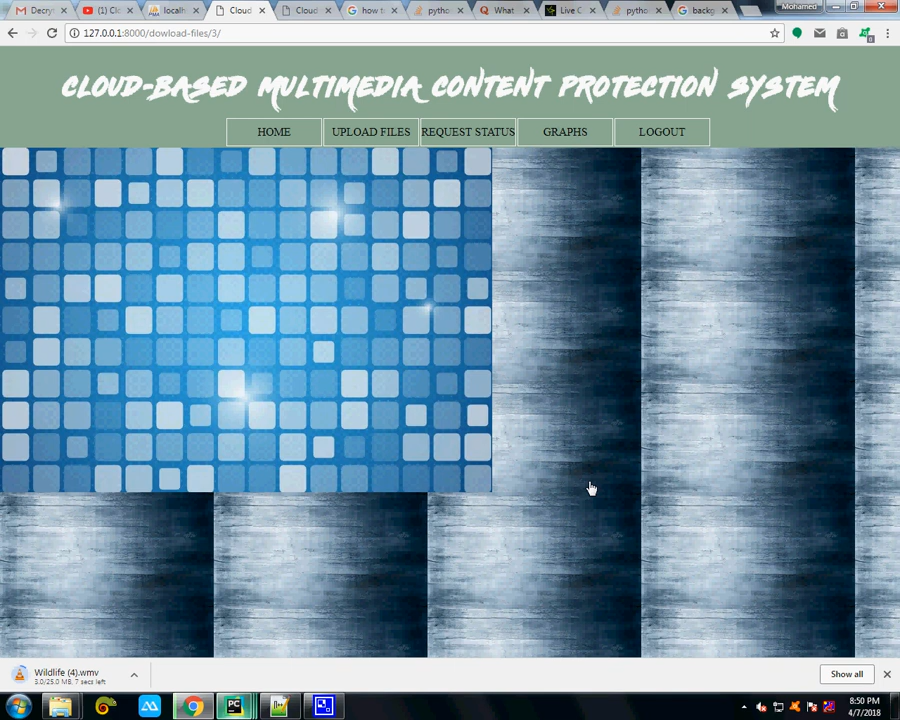 Decry
(1) Cl
localh
Cloud
Cloud
how to
pytho
What
Live C
pytho
backg
Mohamed
127.0.0.1:8000/dowload-files/3/
CLOUD-BASED MULTIMEDIA CONTENT PROTECTION SYSTEM
HOME
UPLOAD FILES
REQUEST STATUS
GRAPHS
LOGOUT
Wildlife (4).wmv
3.0/25.0 MB, 7 secs left
Show all
PC
8:50 PM
4/7/2018